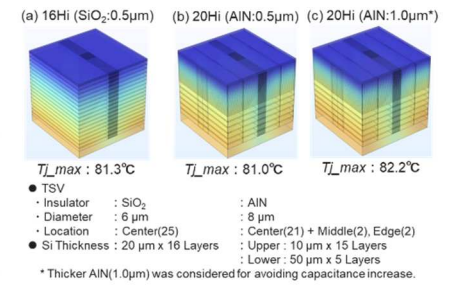 (a) 16Hi (SiO₂:0.5μm) (b) 20Hi (AlN:0.5μm) (c) 20Hi (AlN:1.0μm*)
Tj_max : 81.3℃ Tj_max : 81.0℃ Tj_max : 82.2℃
● TSV
・Insulator : SiO₂ : AlN
・Diameter : 6 μm : 8 μm
・Location : Center(25) : Center(21) + Middle(2), Edge(2)
● Si Thickness : 20 μm x 16 Layers : Upper : 10 μm x 15 Layers
: Lower : 50 μm x 5 Layers
* Thicker AlN(1.0μm) was considered for avoiding capacitance increase.